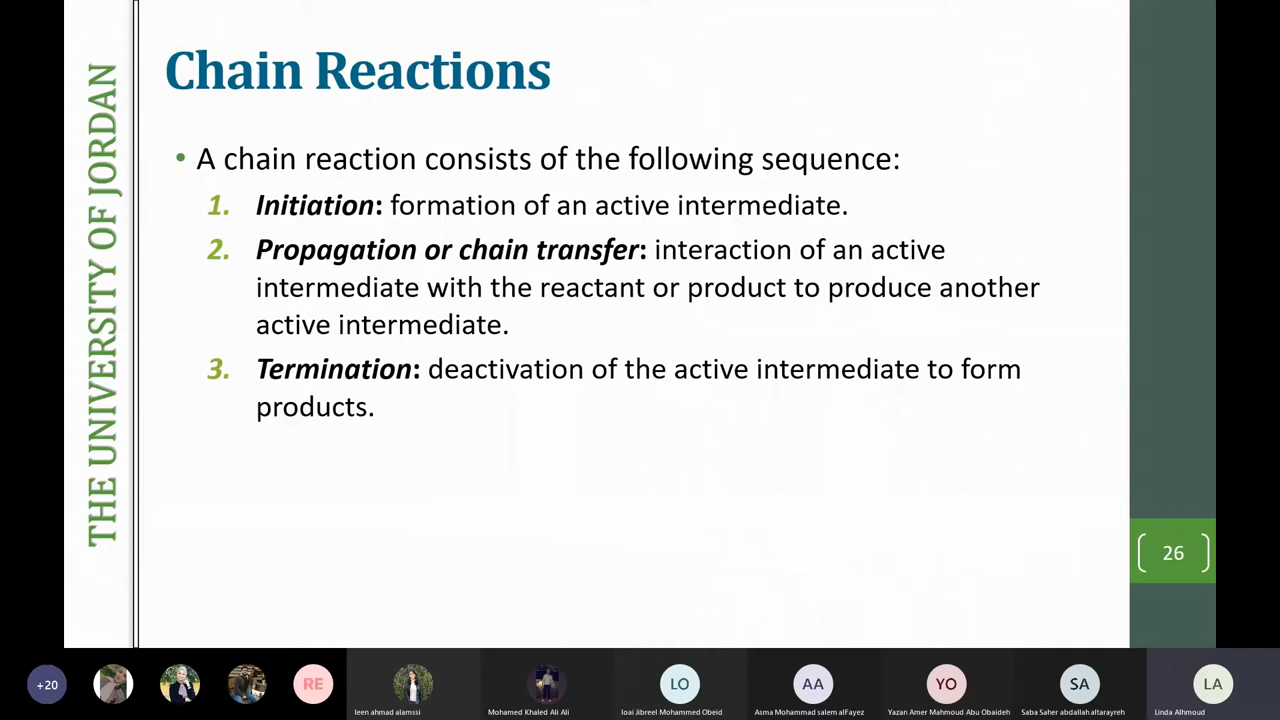 THE UNIVERSITY OF JORDAN
Chain Reactions
• A chain reaction consists of the following sequence:
1. Initiation: formation of an active intermediate.
2. Propagation or chain transfer: interaction of an active
intermediate with the reactant or product to produce another
active intermediate.
3. Termination: deactivation of the active intermediate to form
products.
26
+20
RE
LO
AA
YO
SA
LA
leen ahmad alamssi
Mohamed Khaled Ali Ali
loai Jibreel Mohammed Obeid
Asma Mohammad salem alFayez
Yazan Amer Mahmoud Abu Obaideh
Saba Saher abdallah altarayreh
Linda Alhmoud